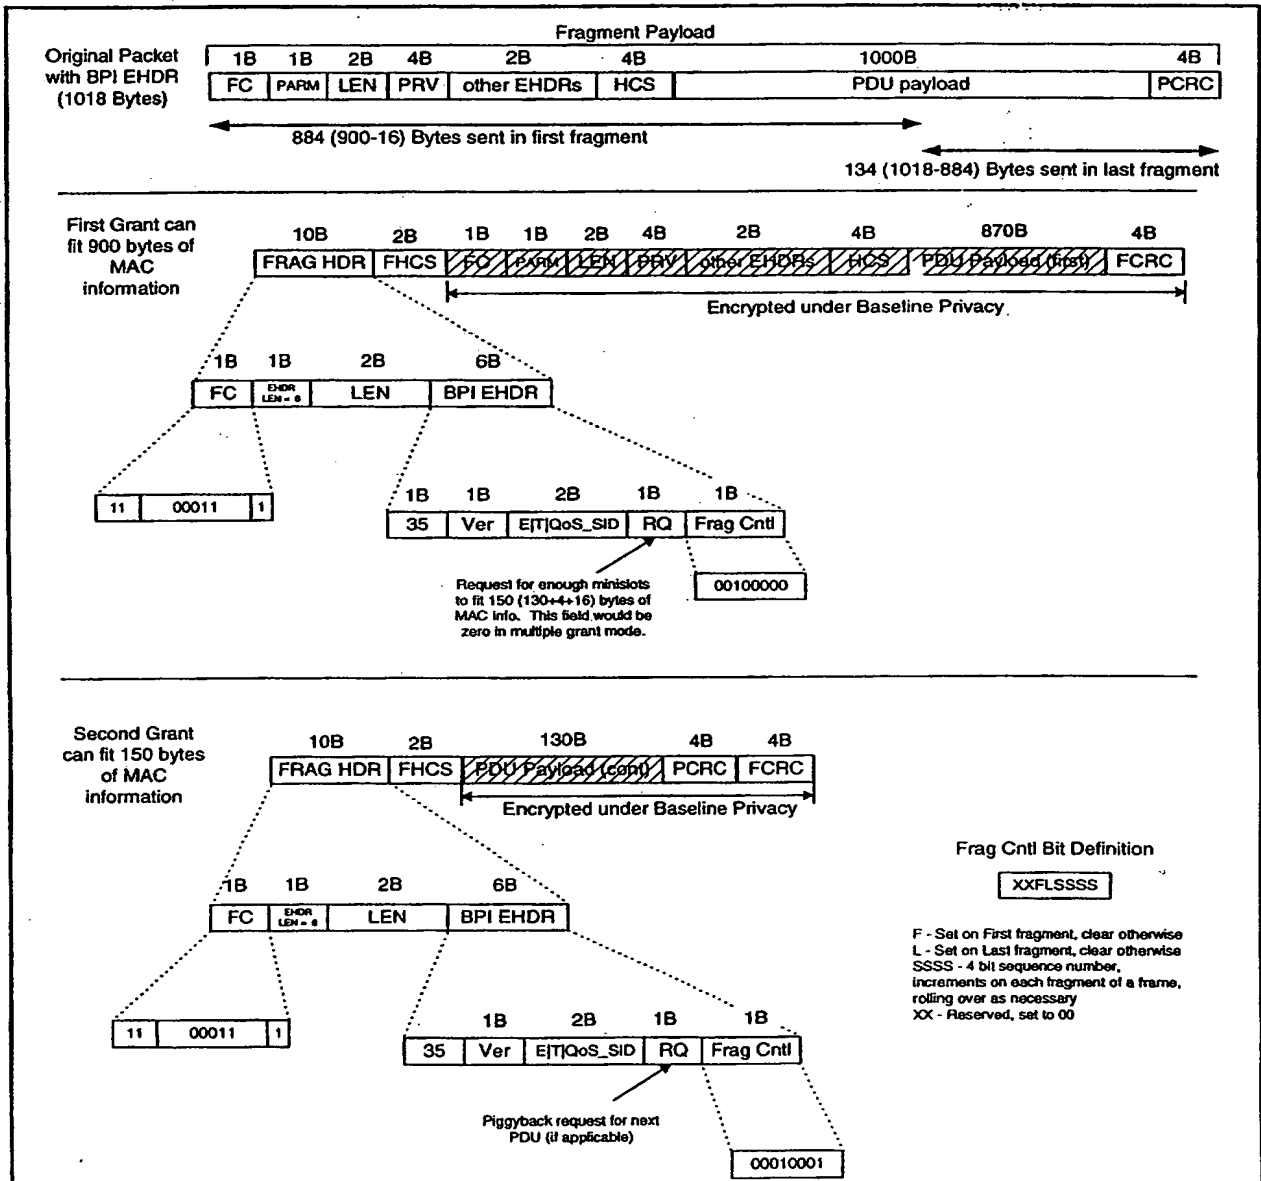 Fragment Payload
Original Packet
with BPI EHDR
(1018 Bytes)
1B 1B 2B 4B 2B 4B 1000B 4B
FC PARM LEN PRV other EHDRs HCS PDU payload PCRC
884 (900-16) Bytes sent in first fragment
134 (1018-884) Bytes sent in last fragment
First Grant can
fit 900 bytes of
MAC
information
10B 2B 1B 1B 2B 4B 2B 4B 870B 4B
FRAG HDR FHCS FC PARM LEN PRV other EHDRs HCS PDU Payload (first) FCRC
Encrypted under Baseline Privacy
1B 1B 2B 6B
FC EHDR LEN = 6 LEN BPI EHDR
11 00011 1
1B 1B 2B 1B 1B
35 Ver E|T|QoS_SID RQ Frag Cntl
00100000
Request for enough minislots
to fit 150 (130+4+16) bytes of
MAC info. This field would be
zero in multiple grant mode.
Second Grant
can fit 150 bytes
of MAC
information
10B 2B 130B 4B 4B
FRAG HDR FHCS PDU Payload (cont) PCRC FCRC
Encrypted under Baseline Privacy
1B 1B 2B 6B
FC EHDR LEN = 6 LEN BPI EHDR
11 00011 1
1B 2B 1B 1B
35 Ver E|T|QoS_SID RQ Frag Cntl
Piggyback request for next
PDU (if applicable)
00010001
Frag Cntl Bit Definition
XXFLSSSS
F - Set on First fragment, clear otherwise
L - Set on Last fragment, clear otherwise
SSSS - 4 bit sequence number,
increments on each fragment of a frame,
rolling over as necessary
XX - Reserved, set to 00